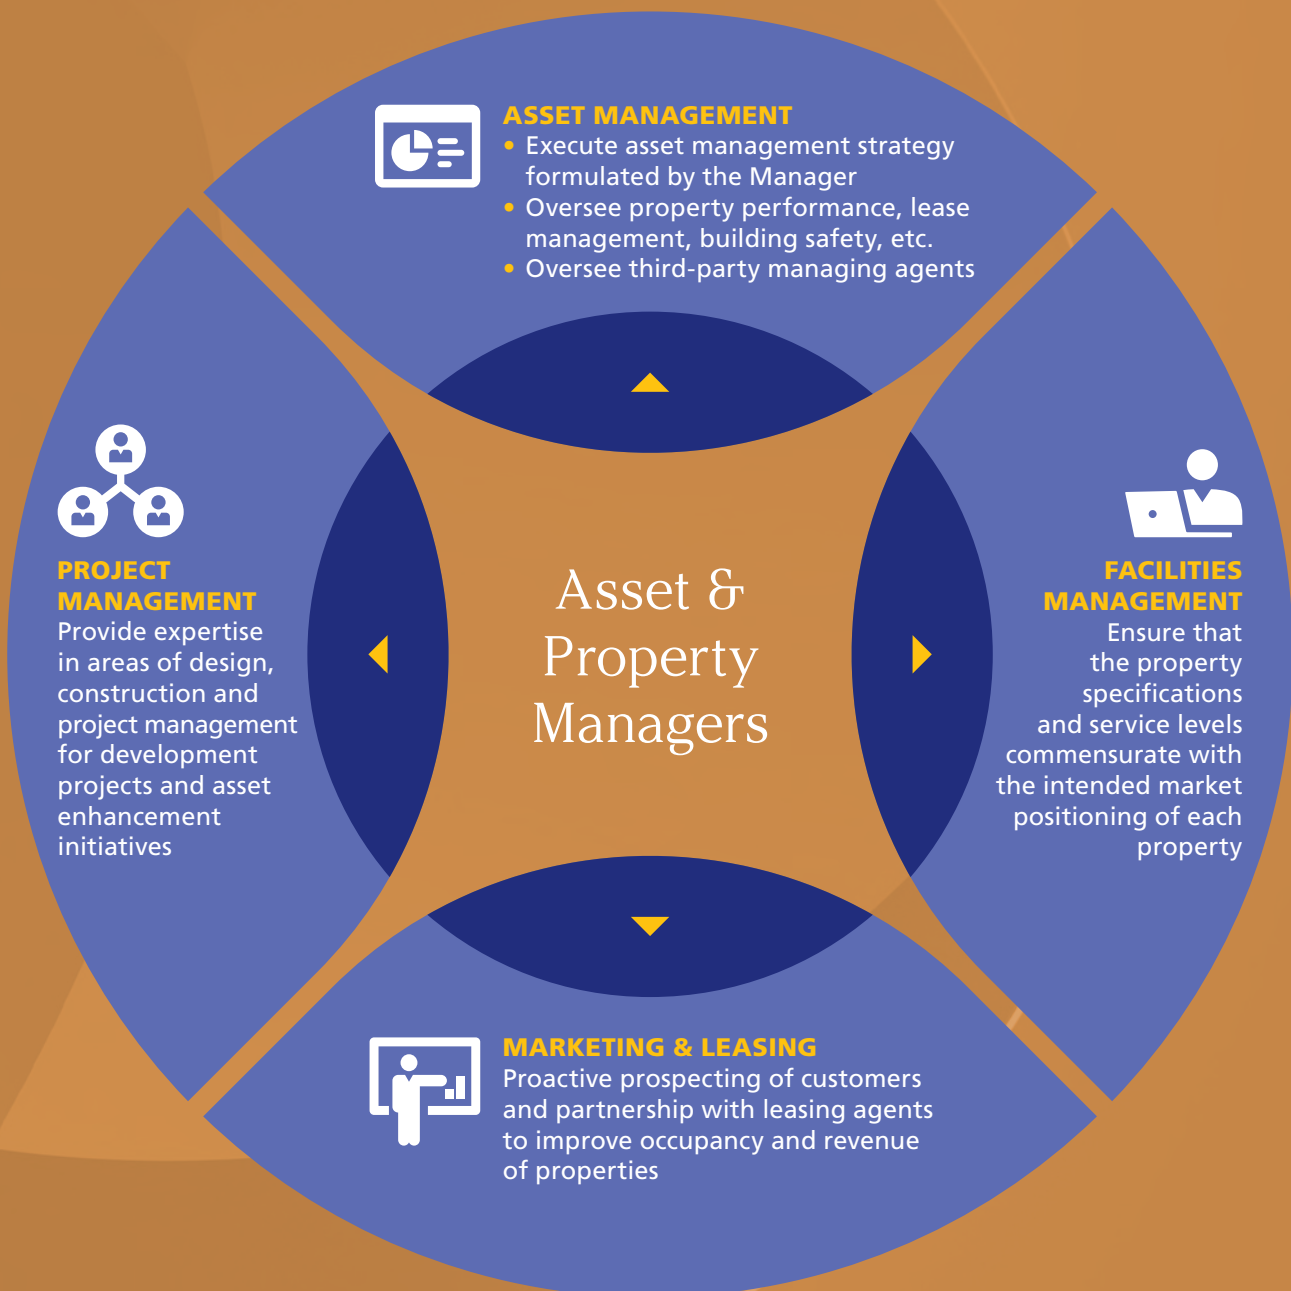 ASSET MANAGEMENT
• Execute asset management strategy
formulated by the Manager
• Oversee property performance, lease
management, building safety, etc.
• Oversee third-party managing agents
PROJECT
MANAGEMENT
Provide expertise
in areas of design,
construction and
project management
for development
projects and asset
enhancement
initiatives
Asset &
Property
Managers
FACILITIES
MANAGEMENT
Ensure that
the property
specifications
and service levels
commensurate with
the intended market
positioning of each
property
MARKETING & LEASING
Proactive prospecting of customers
and partnership with leasing agents
to improve occupancy and revenue
of properties